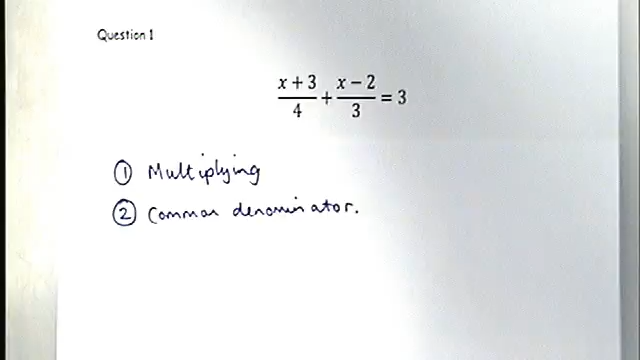 Question 1
x + 3 / 4 + x − 2 / 3 = 3
① Multiplying
② Common denominator.